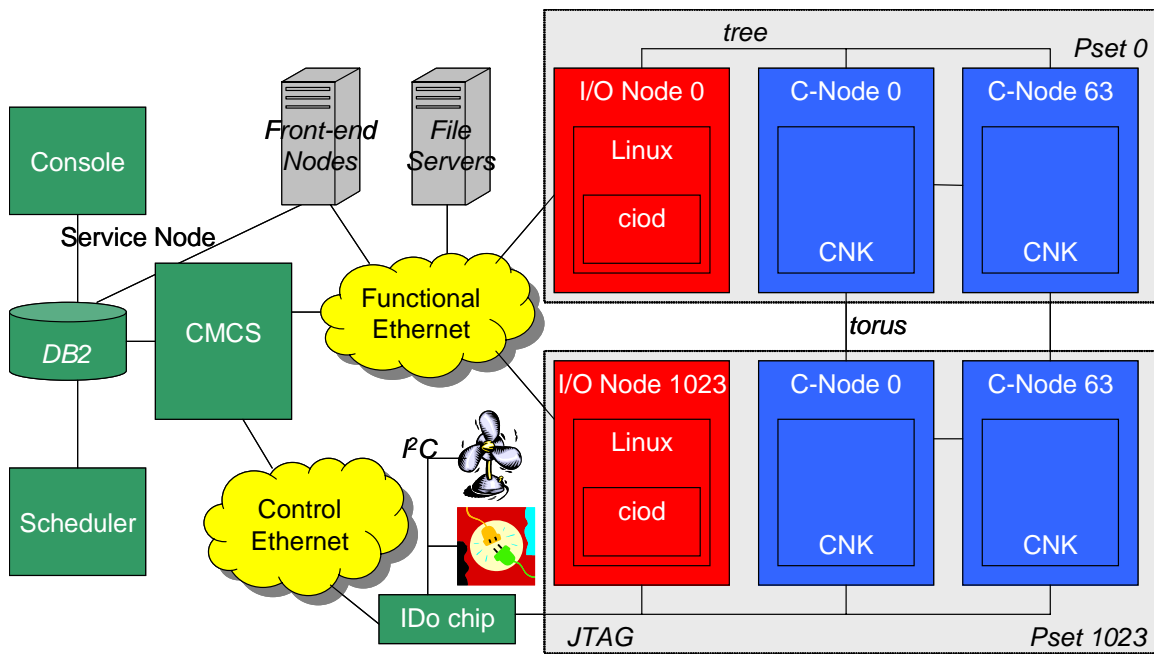 tree
Pset 0
I/O Node 0
C-Node 0
C-Node 63
Front-end
Nodes
File
Servers
Console
Linux
ciod
CNK
CNK
Service Node
Functional
Ethernet
CMCS
DB2
torus
I/O Node 1023
C-Node 0
C-Node 63
Linux
I²C
ciod
Control
Ethernet
Scheduler
CNK
CNK
IDo chip
JTAG
Pset 1023